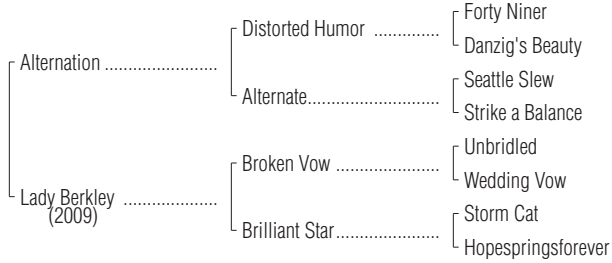 Forty Niner
Distorted Humor ..............
Danzig's Beauty
Alternation ........................
Seattle Slew
Alternate............................
Strike a Balance
Unbridled
Broken Vow ......................
Wedding Vow
Lady Berkley ....................
(2009)
Storm Cat
Brilliant Star......................
Hopespringsforever